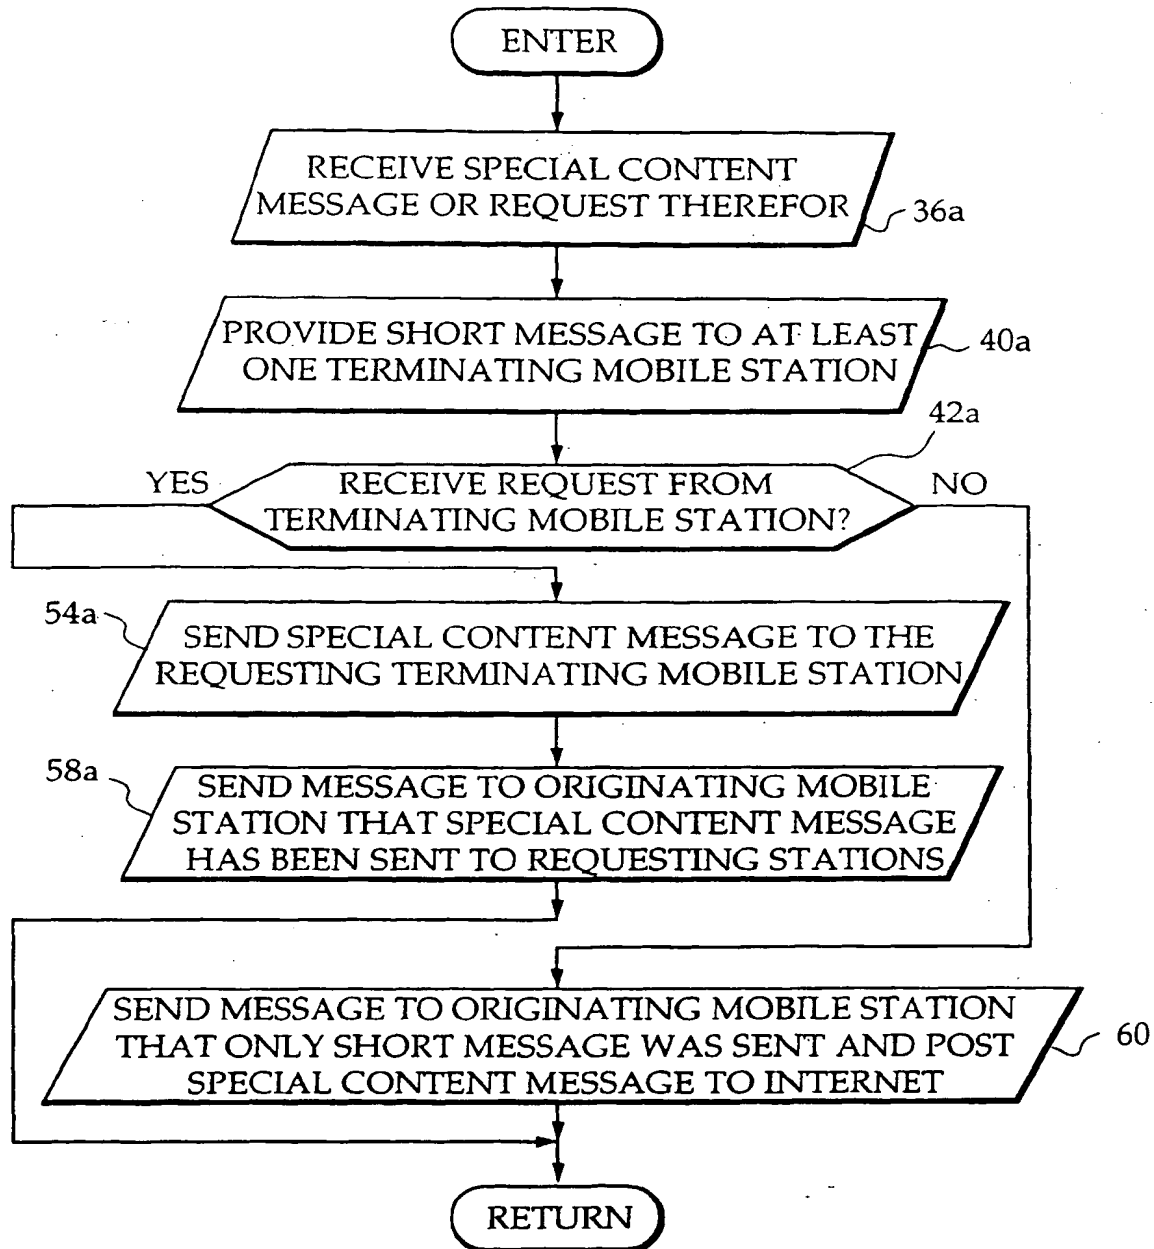 ENTER
RECEIVE SPECIAL CONTENT
MESSAGE OR REQUEST THEREFOR
36a
PROVIDE SHORT MESSAGE TO AT LEAST
ONE TERMINATING MOBILE STATION
40a
42a
YES
RECEIVE REQUEST FROM
TERMINATING MOBILE STATION?
NO
54a
SEND SPECIAL CONTENT MESSAGE TO THE
REQUESTING TERMINATING MOBILE STATION
58a
SEND MESSAGE TO ORIGINATING MOBILE
STATION THAT SPECIAL CONTENT MESSAGE
HAS BEEN SENT TO REQUESTING STATIONS
SEND MESSAGE TO ORIGINATING MOBILE STATION
THAT ONLY SHORT MESSAGE WAS SENT AND POST
SPECIAL CONTENT MESSAGE TO INTERNET
60
RETURN